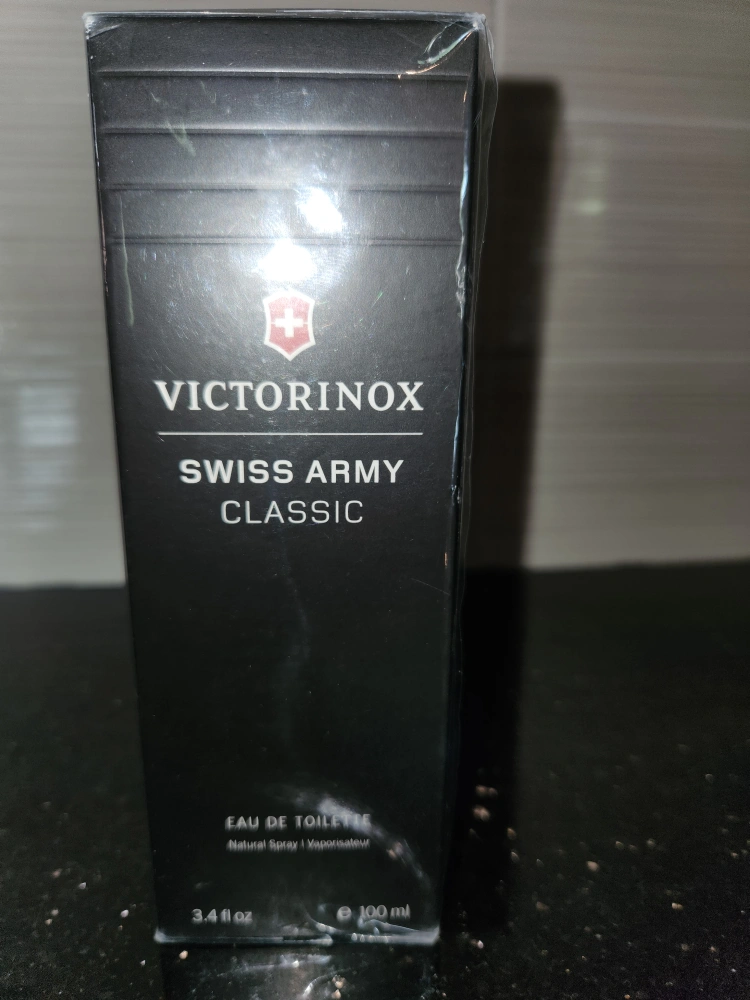 VICTORINOX
SWISS ARMY
CLASSIC
EAU DE TOILETTE
Natural Spray | Vaporisateur
3.4 fl oz ℮ 100 ml